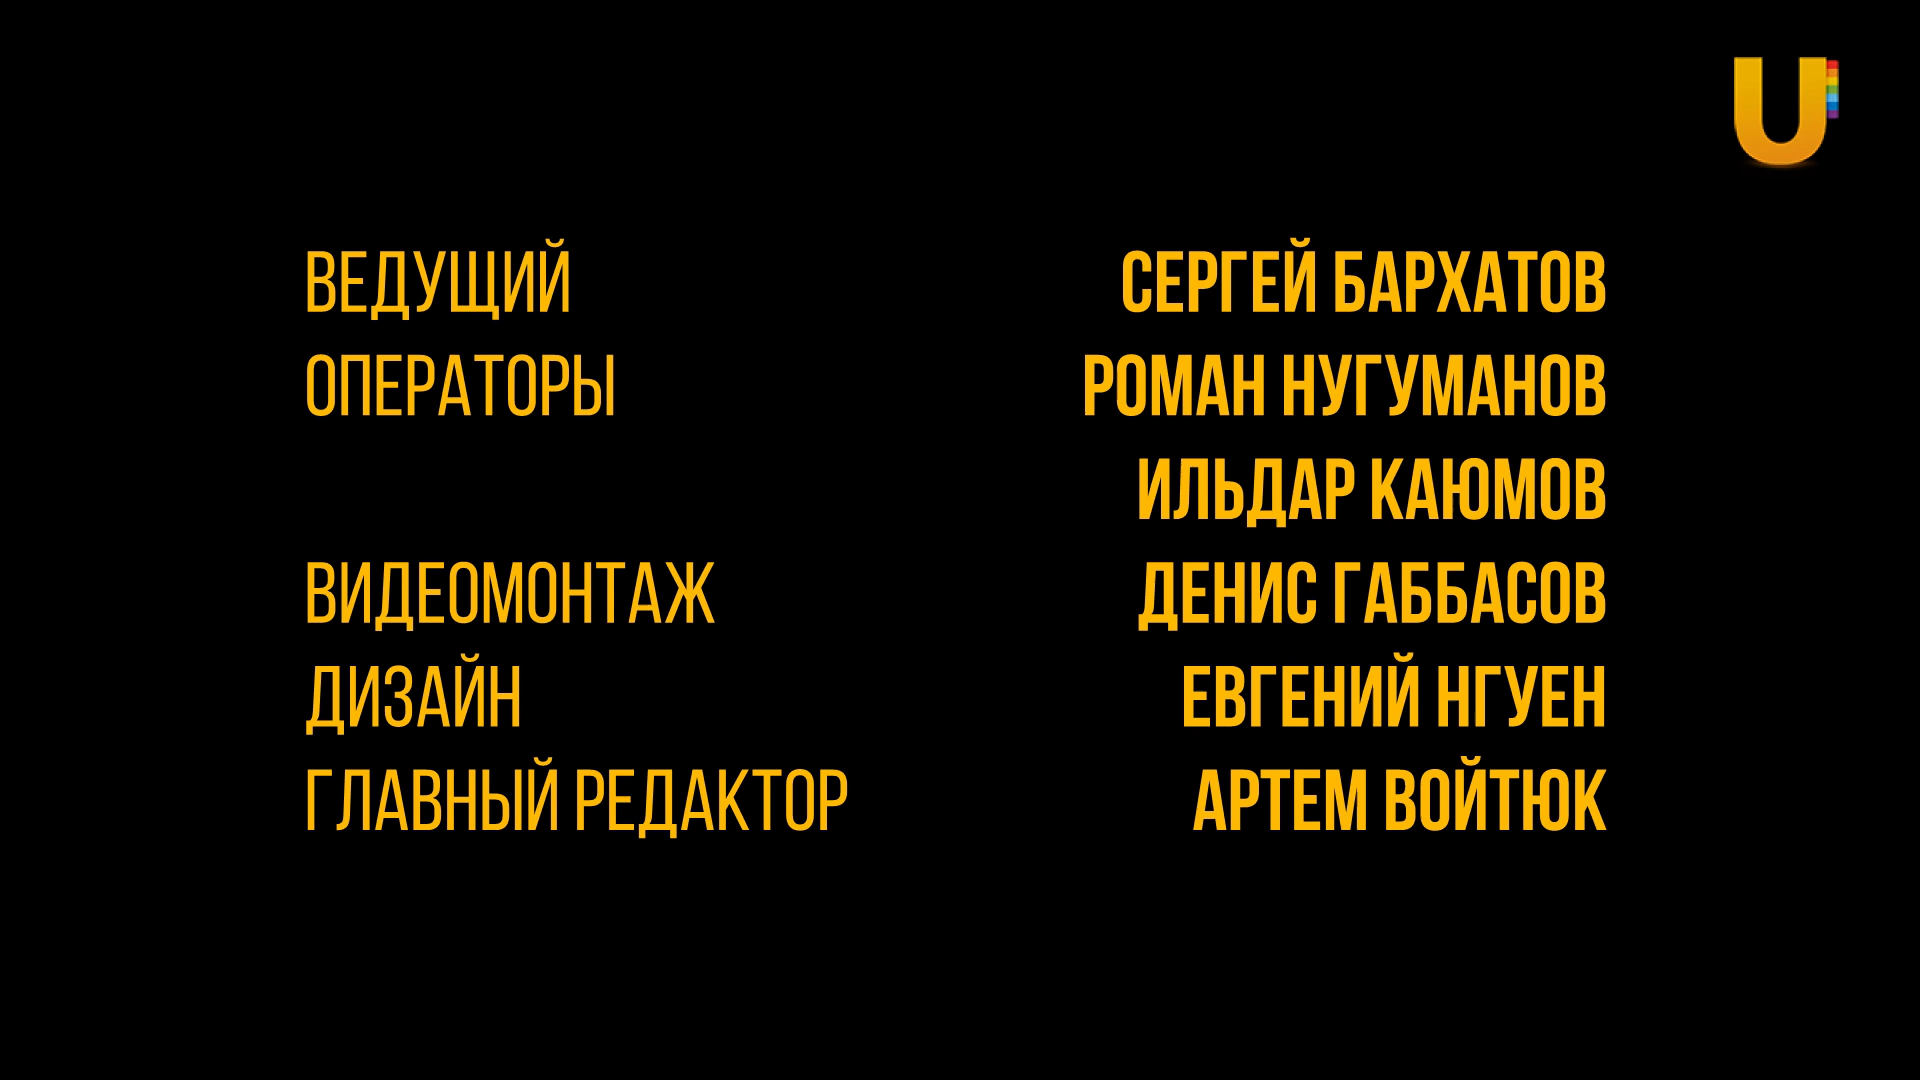 U
ВЕДУЩИЙ СЕРГЕЙ БАРХАТОВ
ОПЕРАТОРЫ РОМАН НУГУМАНОВ
ИЛЬДАР КАЮМОВ
ВИДЕОМОНТАЖ ДЕНИС ГАББАСОВ
ДИЗАЙН ЕВГЕНИЙ НГУЕН
ГЛАВНЫЙ РЕДАКТОР АРТЕМ ВОЙТЮК